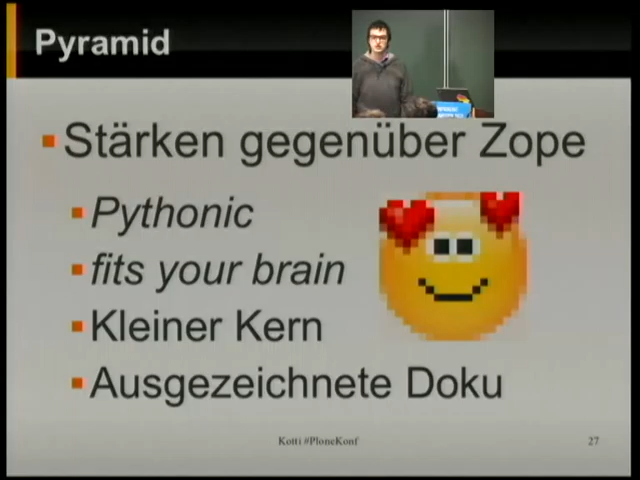 Pyramid
Stärken gegenüber Zope
Pythonic
fits your brain
Kleiner Kern
Ausgezeichnete Doku
Kotti #PloneKonf
27